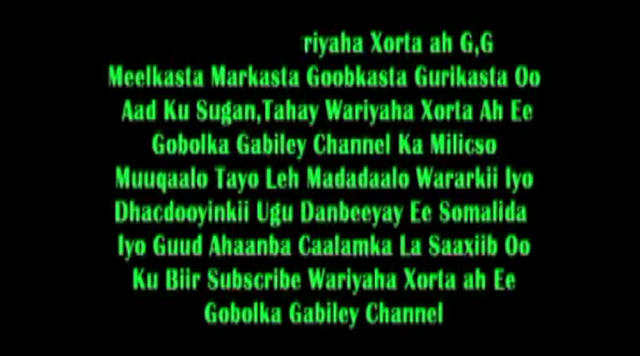 riyaha Xorta ah G,G
Meelkasta Markasta Goobkasta Gurikasta Oo
Aad Ku Sugan,Tahay Wariyaha Xorta Ah Ee
Gobolka Gabiley Channel Ka Milicso
Muuqaalo Tayo Leh Madadaalo Wararkii Iyo
Dhacdooyinkii Ugu Danbeeyay Ee Somalida
Iyo Guud Ahaanba Caalamka La Saaxiib Oo
Ku Biir Subscribe Wariyaha Xorta ah Ee
Gobolka Gabiley Channel